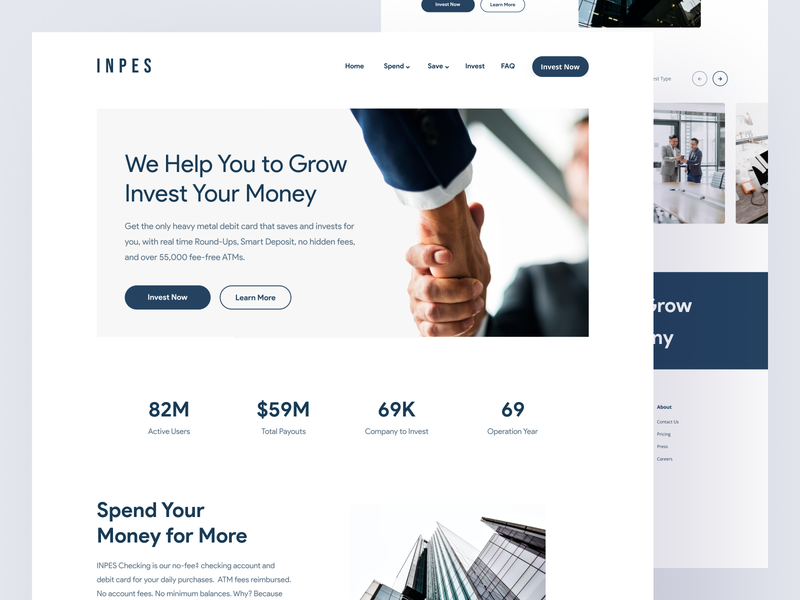 Invest Now
Learn More
INPES
Home
Spend
Save
Invest
FAQ
Invest Now
We Help You to Grow
Invest Your Money
Get the only heavy metal debit card that saves and invests for
you, with real time Round-Ups, Smart Deposit, no hidden fees,
and over 55,000 fee-free ATMs.
Invest Now
Learn More
82M
Active Users
$59M
Total Payouts
69K
Company to Invest
69
Operation Year
Spend Your
Money for More
INPES Checking is our no-fee‡ checking account and
debit card for your daily purchases. ATM fees reimbursed.
No account fees. No minimum balances. Why? Because
Type
About
Contact Us
Pricing
Press
Careers